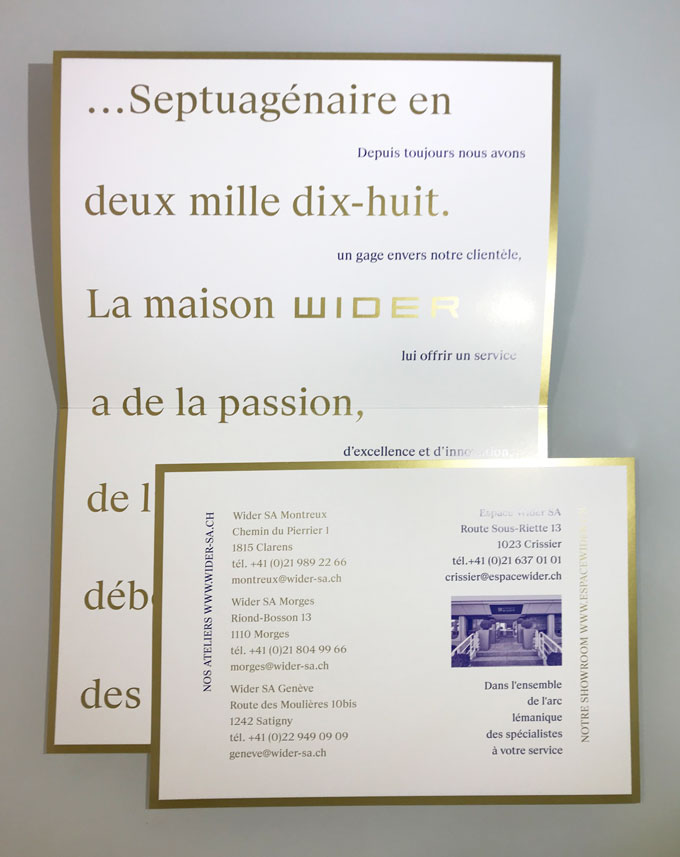 ...Septuagénaire en
Depuis toujours nous avons
deux mille dix-huit.
un gage envers notre clientèle,
La maison WIDER
lui offrir un service
a de la passion,
d'excellence et d'innovation,
de l
déb
des
NOS ATELIERS WWW.WIDER-SA.CH
Wider SA Montreux
Chemin du Pierrier 1
1815 Clarens
tél. +41 (0)21 989 22 66
montreux@wider-sa.ch
Wider SA Morges
Riond-Bosson 13
1110 Morges
tél. +41 (0)21 804 99 66
morges@wider-sa.ch
Wider SA Genève
Route des Moulières 10bis
1242 Satigny
tél. +41 (0)22 949 09 09
geneve@wider-sa.ch
Espace Wider SA
Route Sous-Riette 13
1023 Crissier
tél.+41 (0)21 637 01 01
crissier@espacewider.ch
Dans l'ensemble
de l'arc
lémanique
des spécialistes
à votre service
NOTRE SHOWROOM WWW.ESPACEWIDER.CH